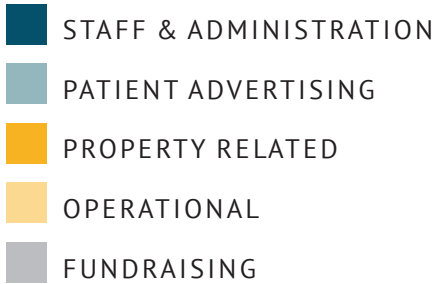 STAFF & ADMINISTRATION
PATIENT ADVERTISING
PROPERTY RELATED
OPERATIONAL
FUNDRAISING